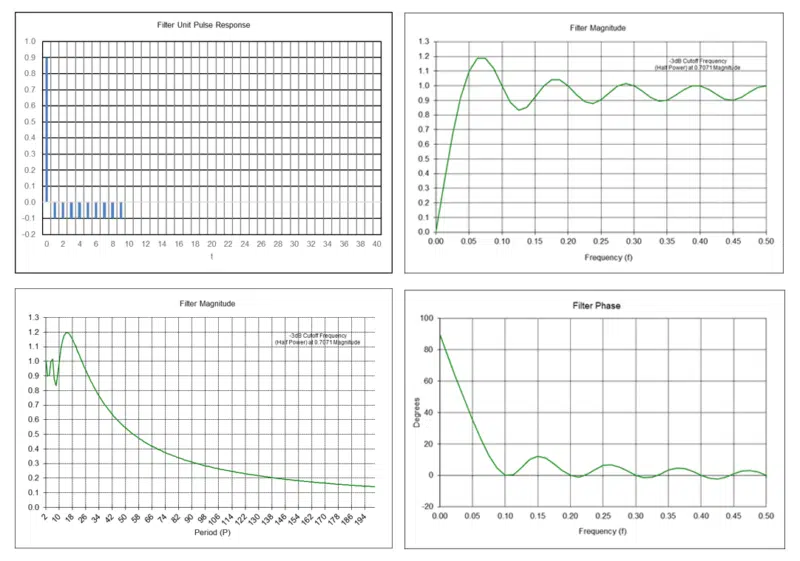 Filter Unit Pulse Response
1.0
0.9
0.8
0.7
0.6
0.5
0.4
0.3
0.2
0.1
0.0
-0.1
-0.2
0 2 4 6 8 10 12 14 16 18 20 22 24 26 28 30 32 34 36 38 40
t
Filter Magnitude
1.3
1.2
1.1
1.0
0.9
0.8
0.7
0.6
0.5
0.4
0.3
0.2
0.1
0.0
-3dB Cutoff Frequency
(Half Power) at 0.7071 Magnitude
0.00 0.05 0.10 0.15 0.20 0.25 0.30 0.35 0.40 0.45 0.50
Frequency (f)
Filter Magnitude
1.3
1.2
1.1
1.0
0.9
0.8
0.7
0.6
0.5
0.4
0.3
0.2
0.1
0.0
-3dB Cutoff Frequency
(Half Power) at 0.7071 Magnitude
2 10 18 26 34 42 50 58 66 74 82 90 98 106 114 122 130 138 146 154 162 170 178 186 194
Period (P)
Filter Phase
100
80
60
40
20
0
-20
Degrees
0.00 0.05 0.10 0.15 0.20 0.25 0.30 0.35 0.40 0.45 0.50
Frequency (f)